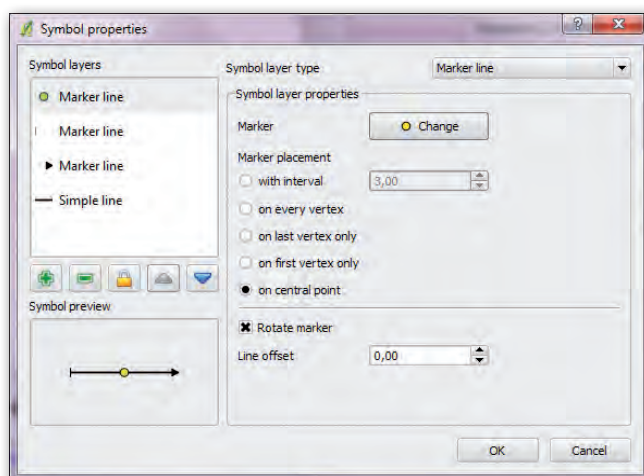 Symbol properties
?
Symbol layers
Marker line
Marker line
Marker line
Simple line
Symbol preview
Symbol layer type
Marker line
Symbol layer properties
Marker
Change
Marker placement
with interval
3,00
on every vertex
on last vertex only
on first vertex only
on central point
Rotate marker
Line offset
0,00
OK
Cancel